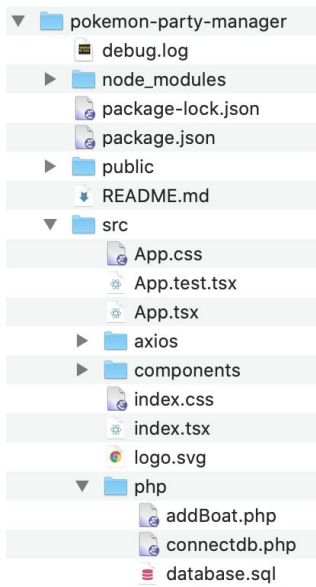 pokemon-party-manager
debug.log
node_modules
package-lock.json
package.json
public
README.md
src
App.css
App.test.tsx
App.tsx
axios
components
index.css
index.tsx
logo.svg
php
addBoat.php
connectdb.php
database.sql